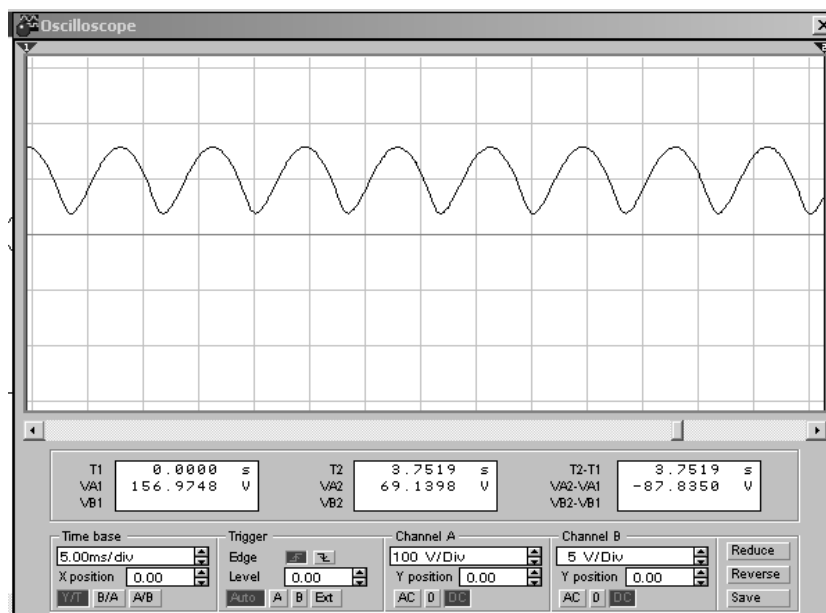 Oscilloscope
1
T1 0.0000 s T2 3.7519 s T2-T1 3.7519 s
VA1 156.9748 V VA2 69.1398 V VA2-VA1 -87.8350 V
VB1 VB2 VB2-VB1
Time base Trigger Channel A Channel B
5.00ms/div Edge 100 V/Div 5 V/Div Reduce
X position 0.00 Level 0.00 Y position 0.00 Y position 0.00 Reverse
Y/T B/A A/B Auto A B Ext AC 0 DC AC 0 DC Save